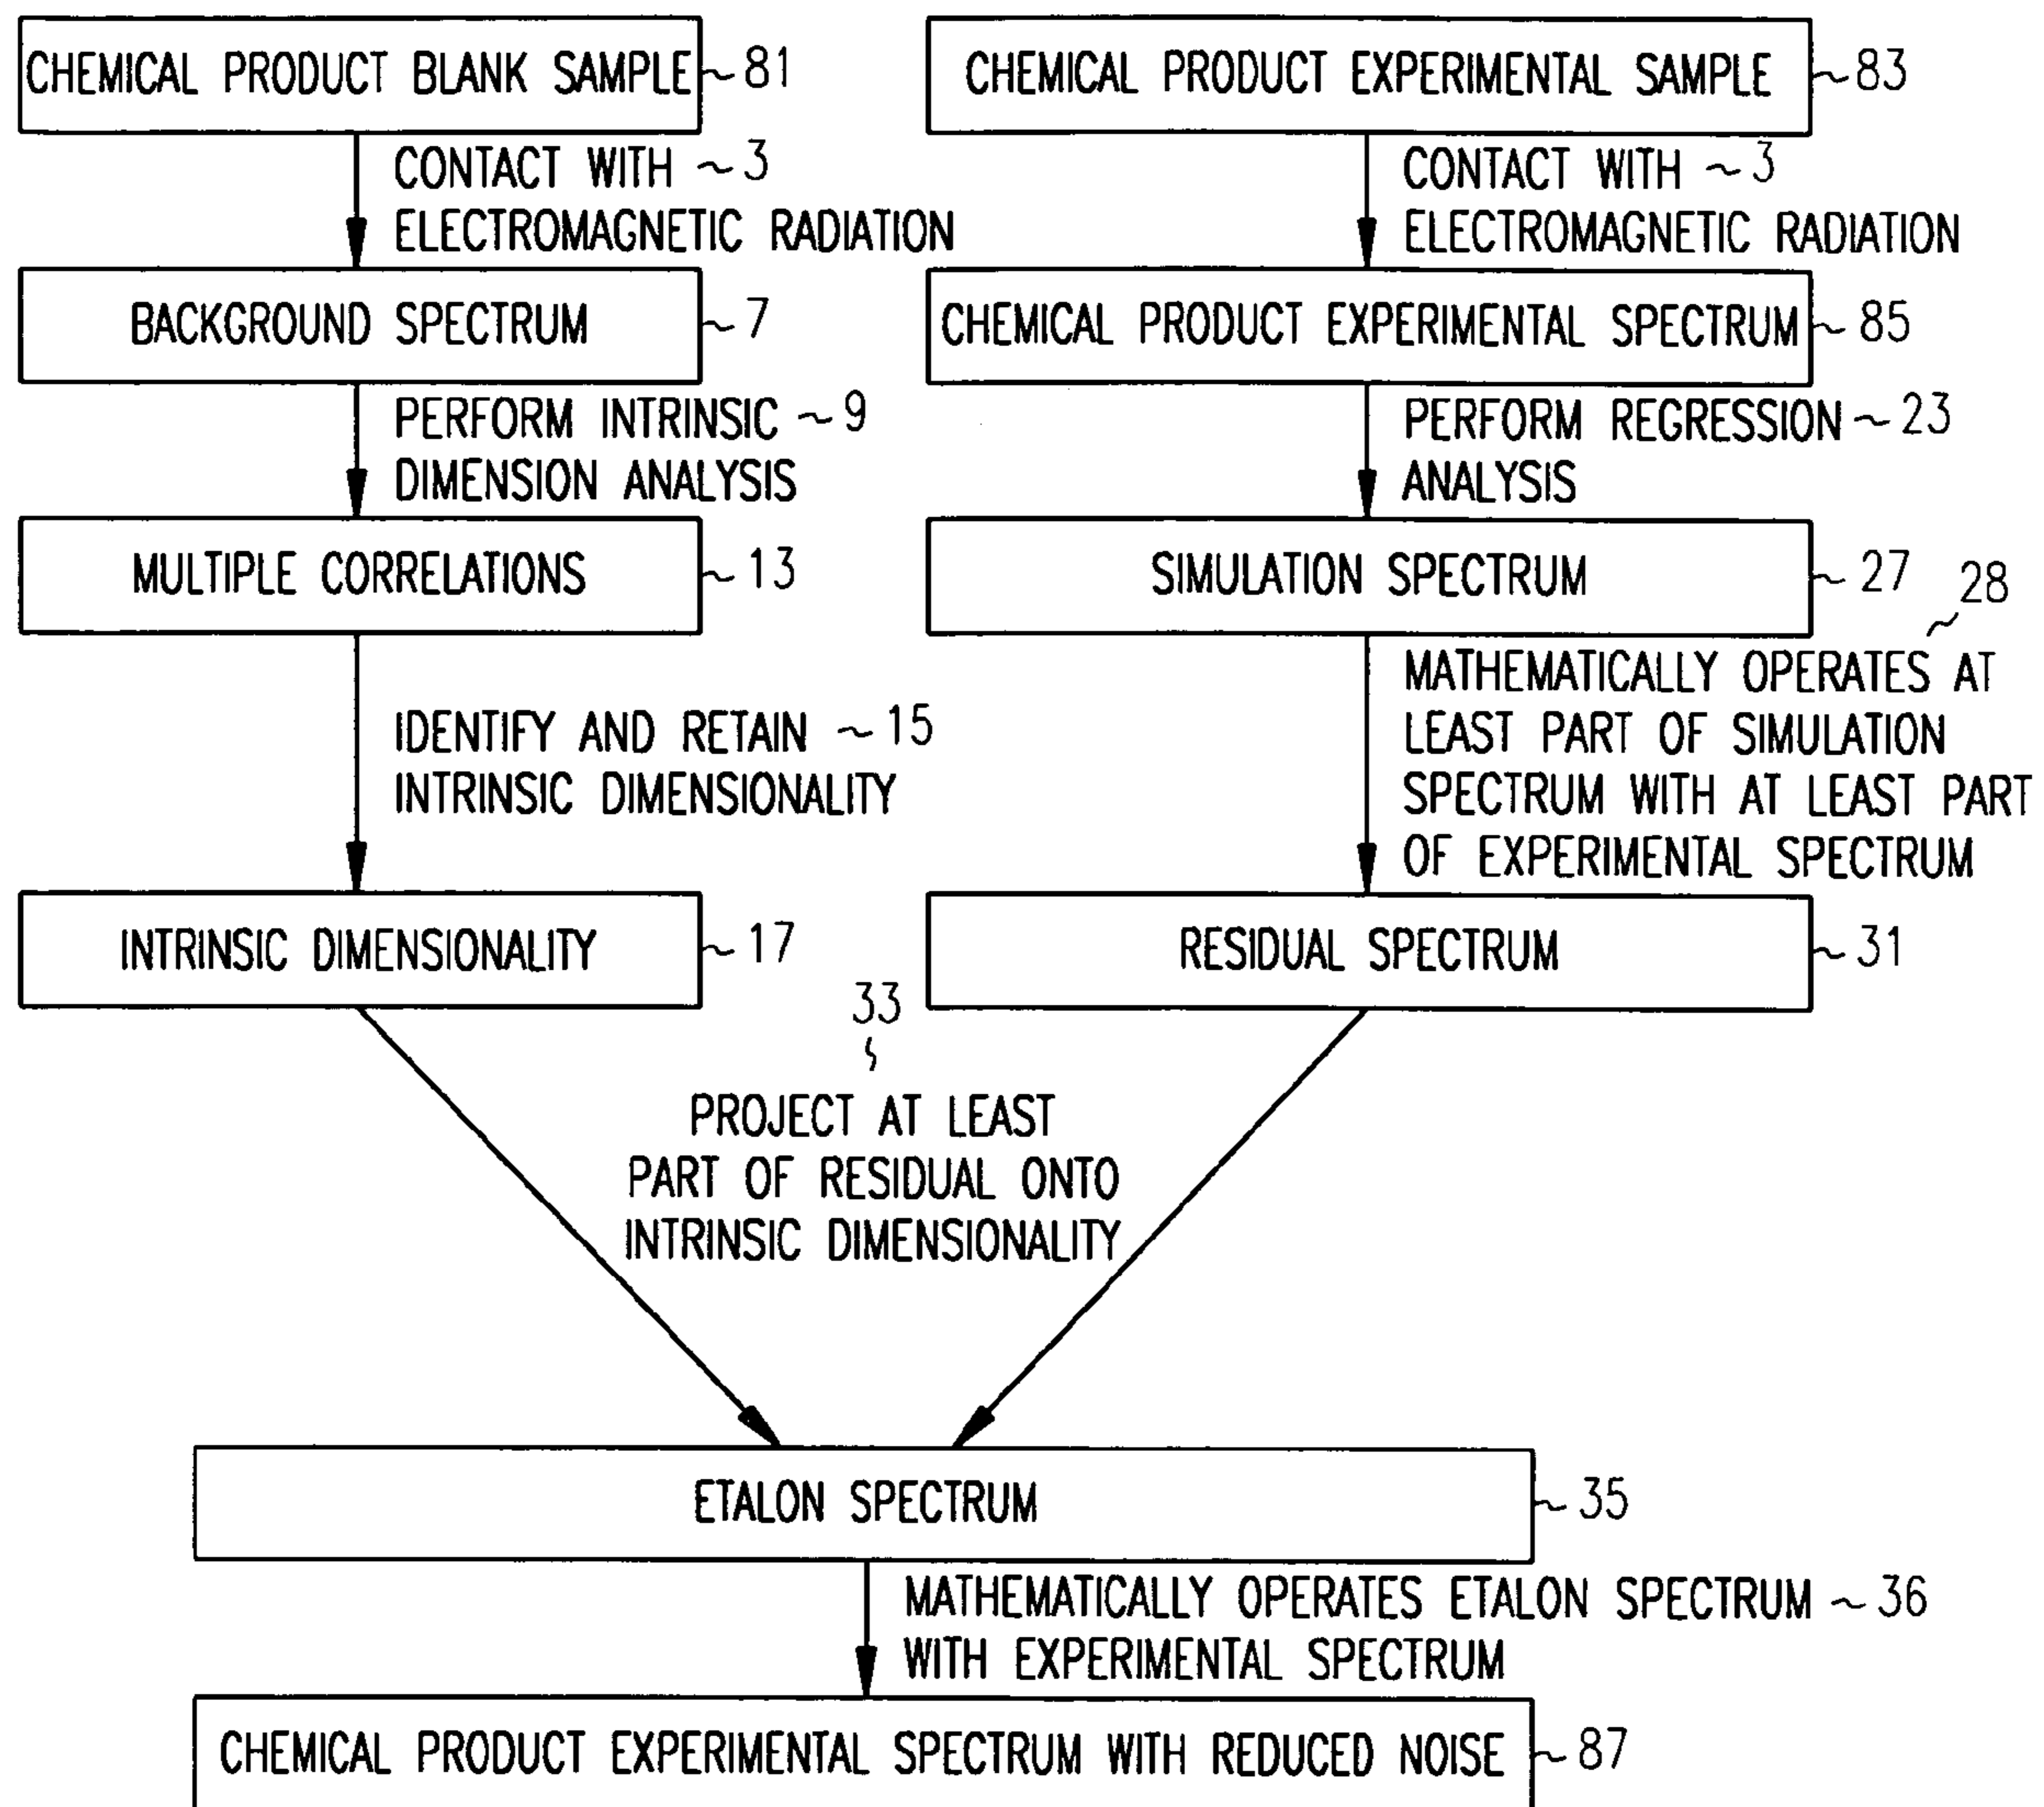 CHEMICAL PRODUCT BLANK SAMPLE ~81
CHEMICAL PRODUCT EXPERIMENTAL SAMPLE ~83
CONTACT WITH ~3
ELECTROMAGNETIC RADIATION
CONTACT WITH ~3
ELECTROMAGNETIC RADIATION
BACKGROUND SPECTRUM ~7
CHEMICAL PRODUCT EXPERIMENTAL SPECTRUM ~85
PERFORM INTRINSIC ~9
DIMENSION ANALYSIS
PERFORM REGRESSION ~23
ANALYSIS
MULTIPLE CORRELATIONS ~13
SIMULATION SPECTRUM ~27
28
IDENTIFY AND RETAIN ~15
INTRINSIC DIMENSIONALITY
MATHEMATICALLY OPERATES AT
LEAST PART OF SIMULATION
SPECTRUM WITH AT LEAST PART
OF EXPERIMENTAL SPECTRUM
INTRINSIC DIMENSIONALITY ~17
RESIDUAL SPECTRUM ~31
33
PROJECT AT LEAST
PART OF RESIDUAL ONTO
INTRINSIC DIMENSIONALITY
ETALON SPECTRUM ~35
MATHEMATICALLY OPERATES ETALON SPECTRUM ~36
WITH EXPERIMENTAL SPECTRUM
CHEMICAL PRODUCT EXPERIMENTAL SPECTRUM WITH REDUCED NOISE ~87